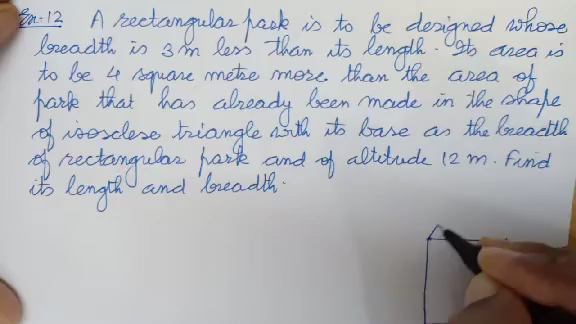 En-12 A rectangular park is to be designed whose
breadth is 3 m less than its length. Its area is
to be 4 square metre more than the area of
park that has already been made in the shape
of isosclese triangle with its base as the breadth
of rectangular park and of altitude 12 m. Find
its length and breadth.